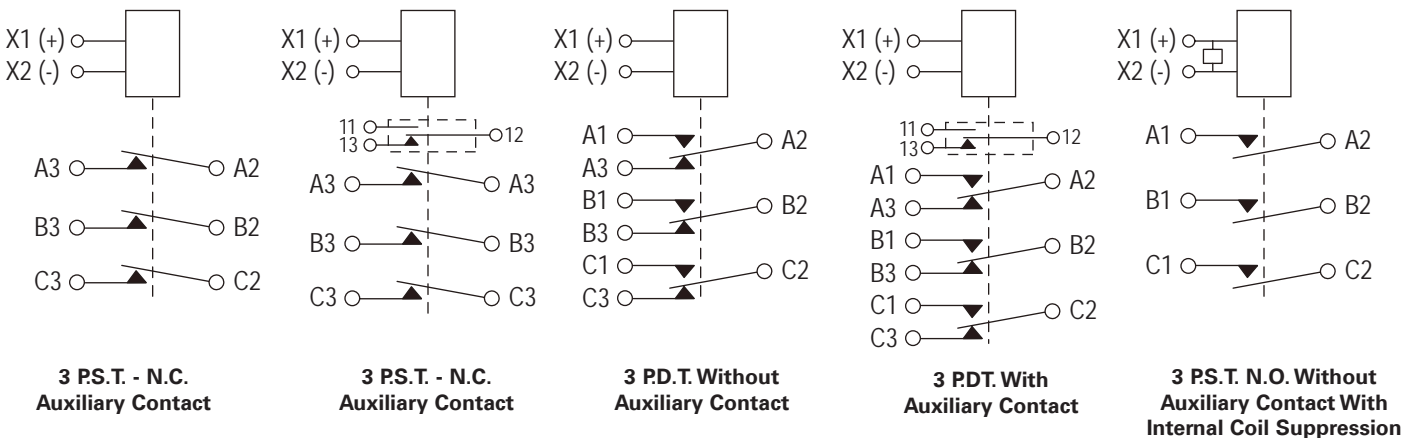 X1 (+)
X2 (-)
A3
A2
B3
B2
C3
C2
3 P.S.T. - N.C.
Auxiliary Contact
X1 (+)
X2 (-)
11
13
12
A3
A3
B3
B3
C3
C3
3 P.S.T. - N.C.
Auxiliary Contact
X1 (+)
X2 (-)
A1
A2
A3
B1
B2
B3
C1
C2
C3
3 P.D.T. Without
Auxiliary Contact
X1 (+)
X2 (-)
11
13
12
A1
A2
A3
B1
B2
B3
C1
C2
C3
3 PDT. With
Auxiliary Contact
X1 (+)
X2 (-)
A1
A2
B1
B2
C1
C2
3 P.S.T. N.O. Without
Auxiliary Contact With
Internal Coil Suppression